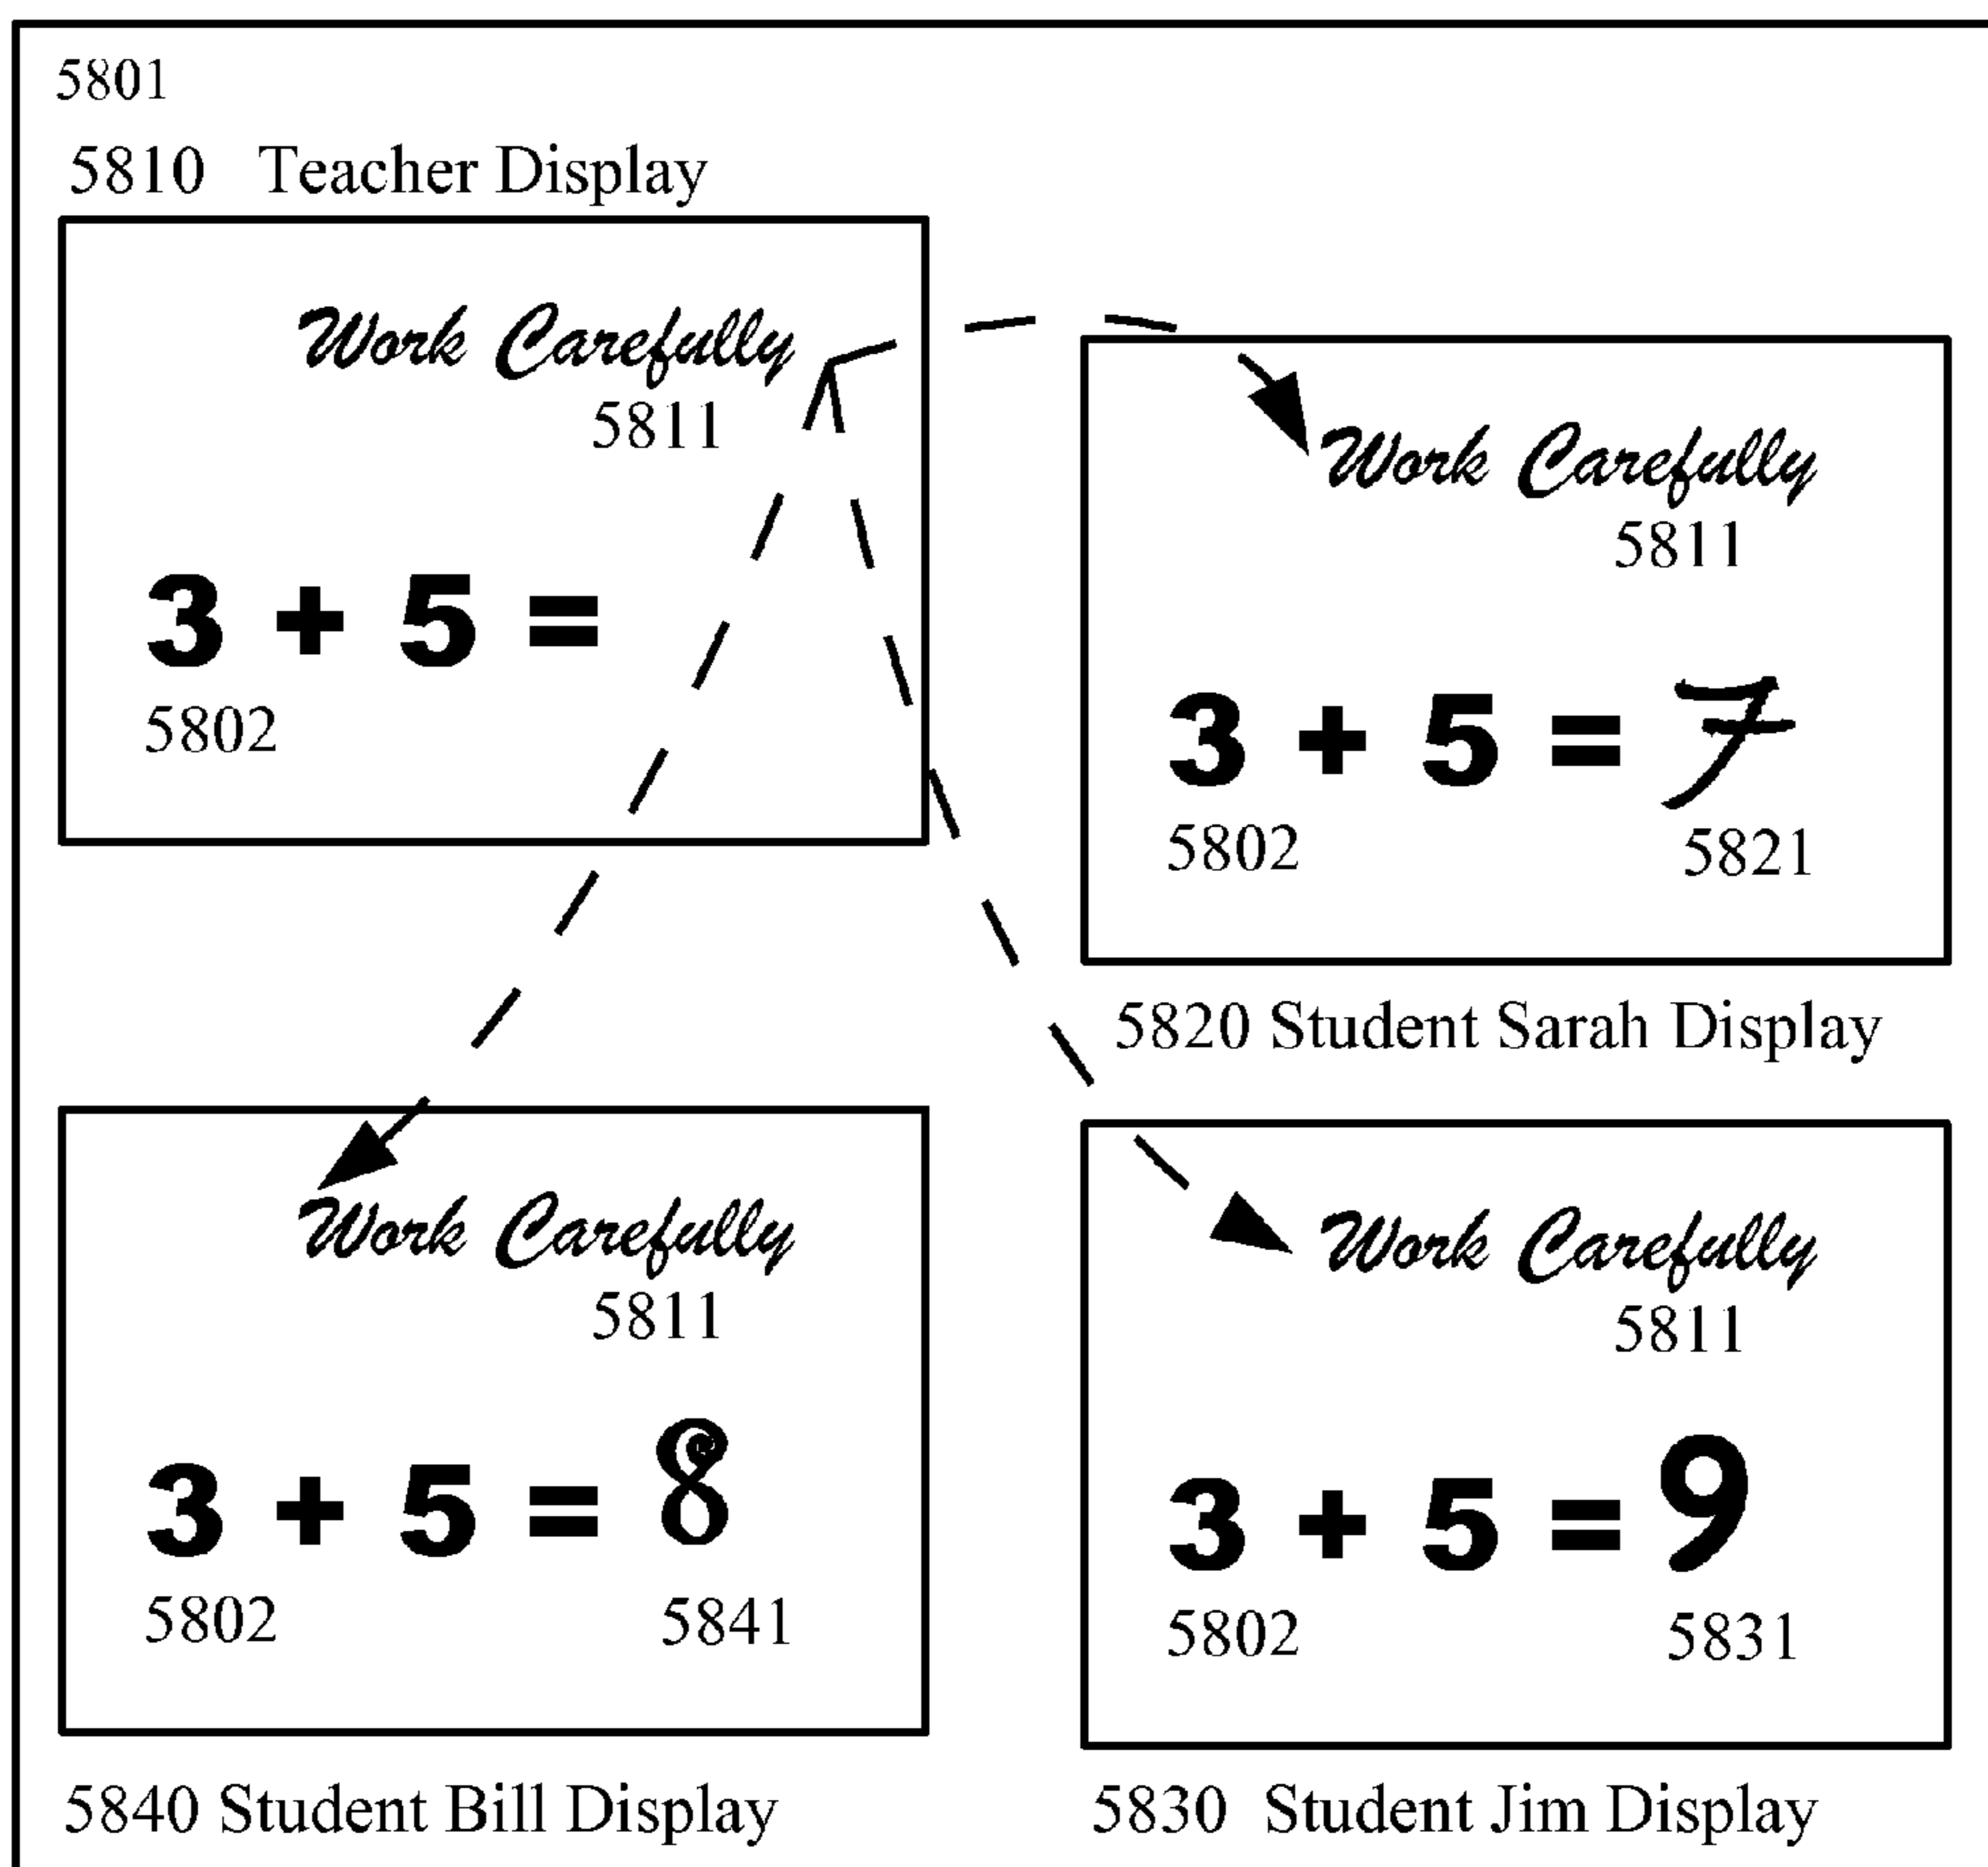 5801
5810 Teacher Display
Work Carefully
5811
3 + 5 =
5802
Work Carefully
5811
3 + 5 = 7
5802 5821
5820 Student Sarah Display
Work Carefully
5811
3 + 5 = 8
5802 5841
5840 Student Bill Display
Work Carefully
5811
3 + 5 = 9
5802 5831
5830 Student Jim Display